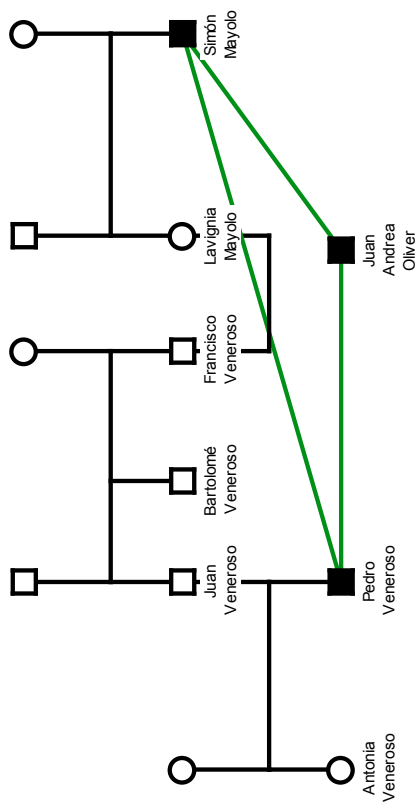 Simón
Mayolo
Lavignia
Mayolo
Juan
Andrea
Oliver
Francisco
Veneroso
Bartolomé
Veneroso
Juan
Veneroso
Pedro
Veneroso
Antonia
Veneroso